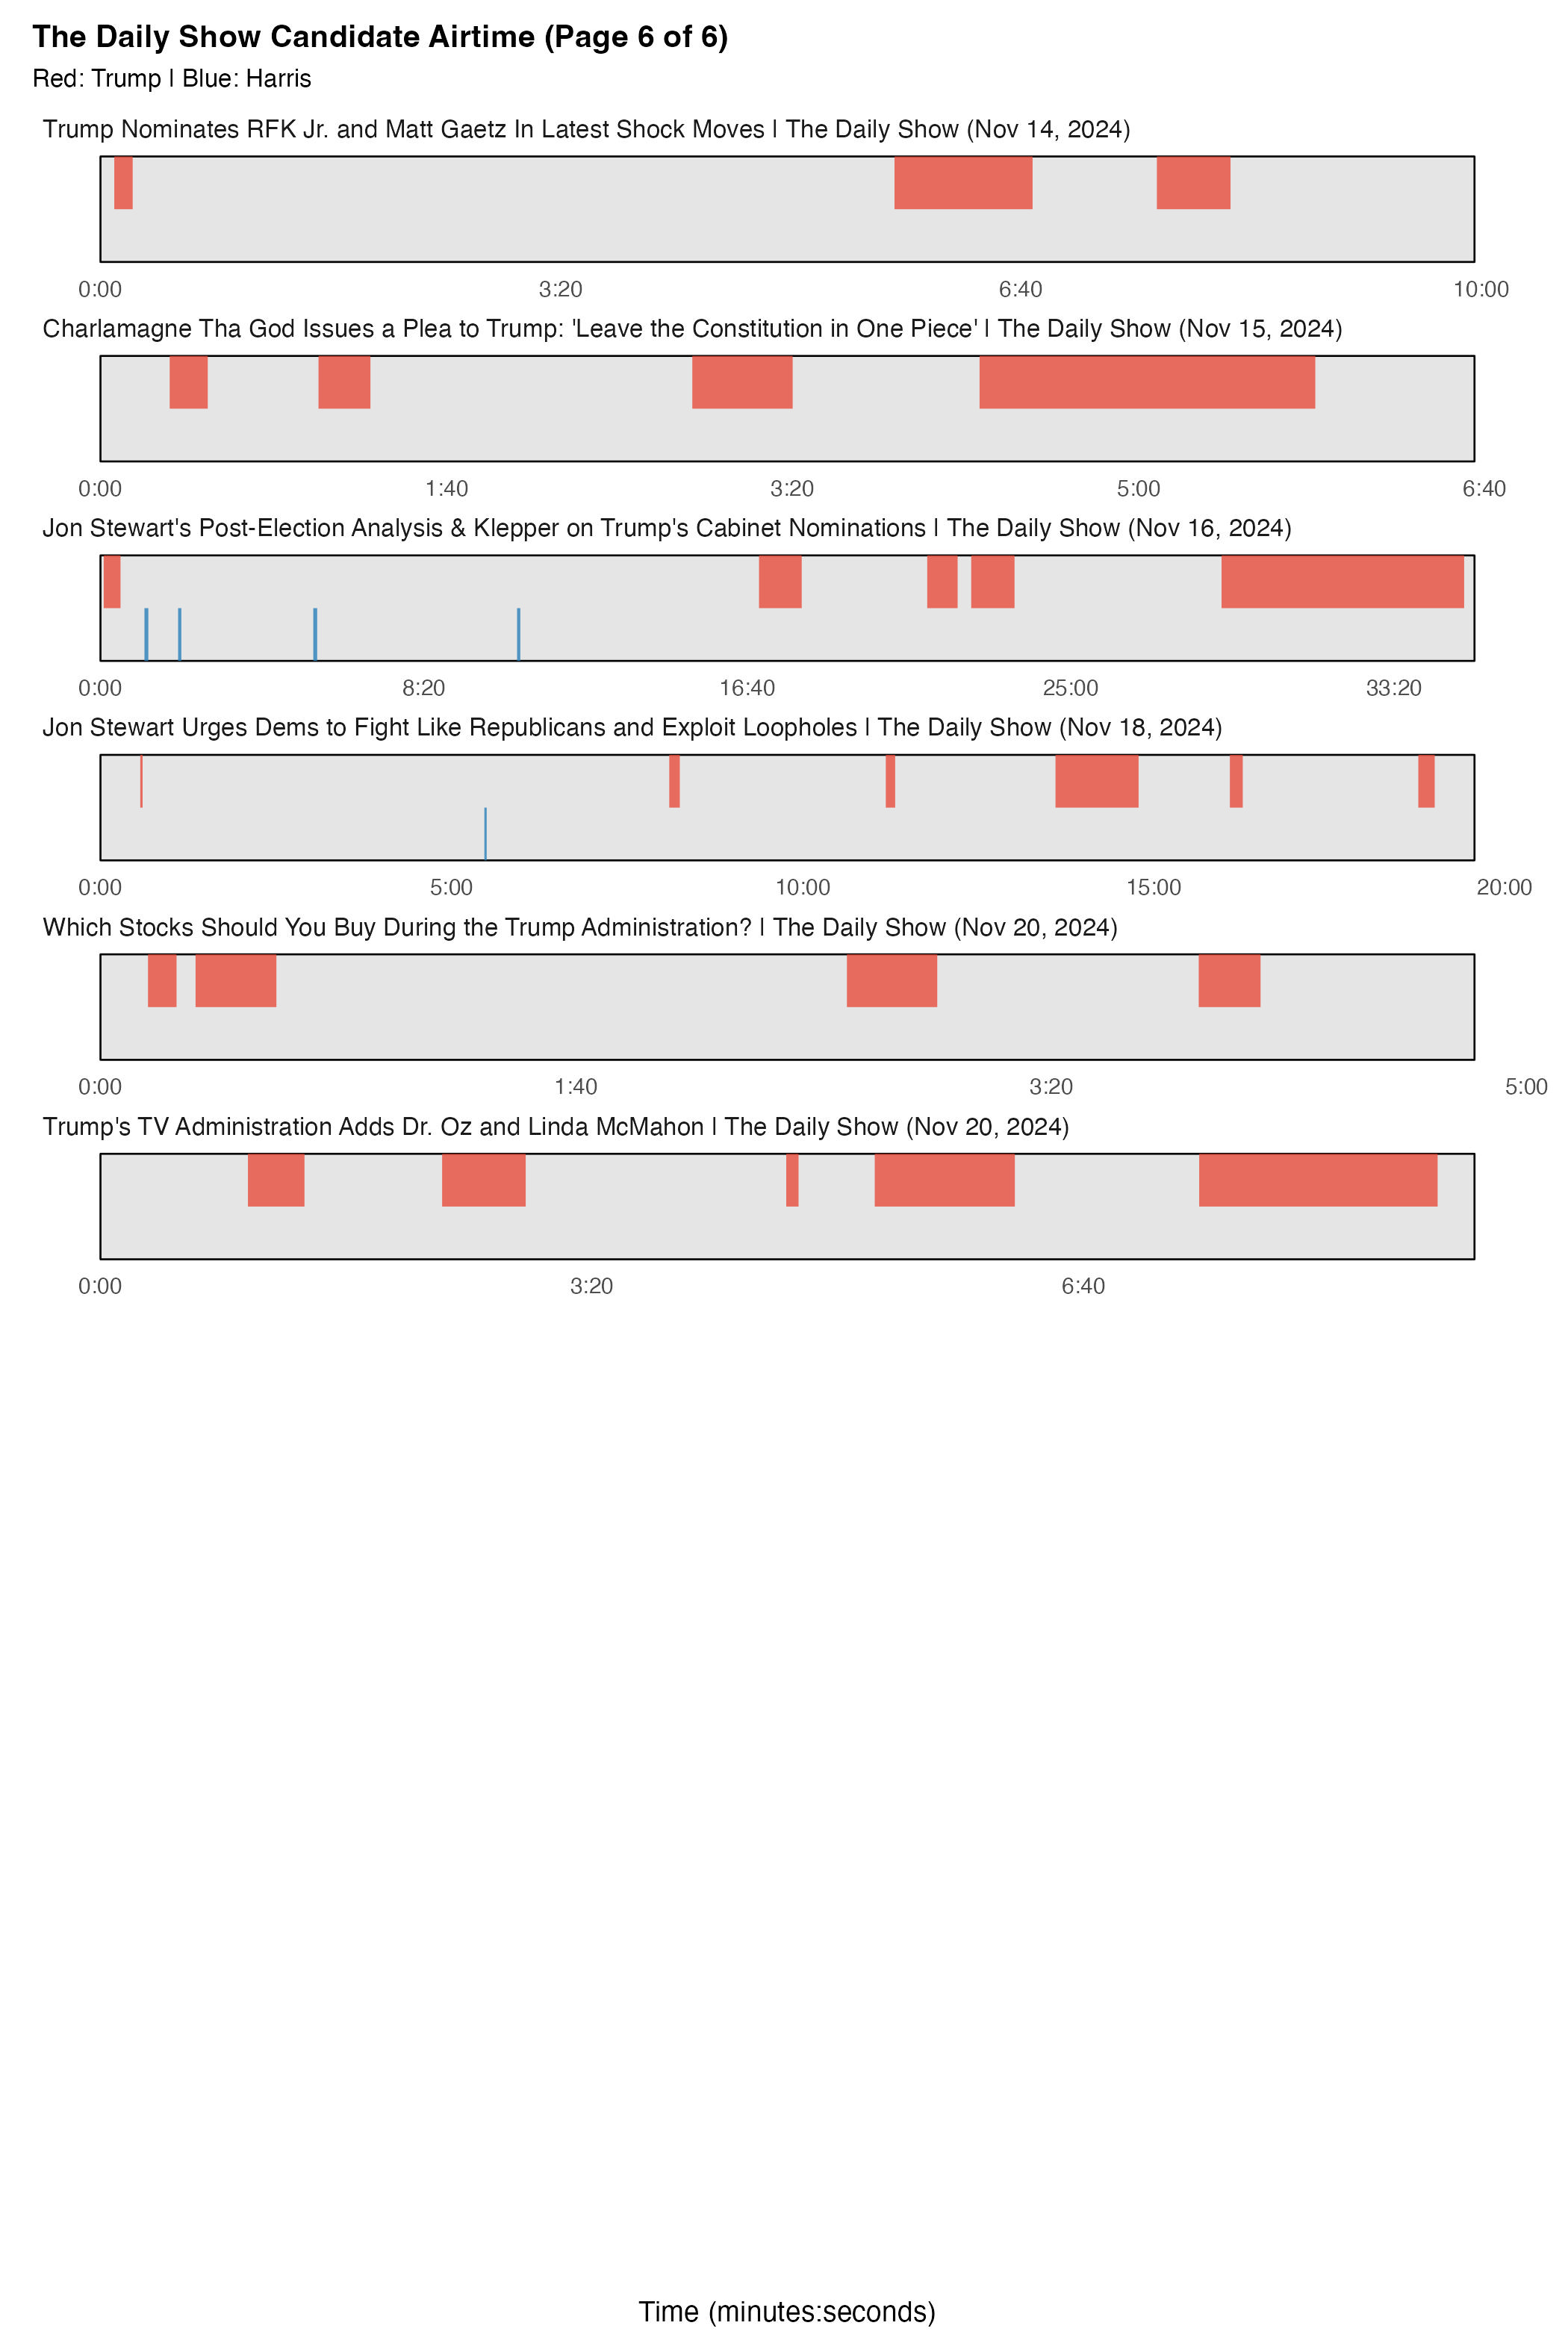 The Daily Show Candidate Airtime (Page 6 of 6)
Red: Trump | Blue: Harris
Trump Nominates RFK Jr. and Matt Gaetz In Latest Shock Moves | The Daily Show (Nov 14, 2024)
0:00 3:20 6:40 10:00
Charlamagne Tha God Issues a Plea to Trump: 'Leave the Constitution in One Piece' | The Daily Show (Nov 15, 2024)
0:00 1:40 3:20 5:00 6:40
Jon Stewart's Post-Election Analysis & Klepper on Trump's Cabinet Nominations | The Daily Show (Nov 16, 2024)
0:00 8:20 16:40 25:00 33:20
Jon Stewart Urges Dems to Fight Like Republicans and Exploit Loopholes | The Daily Show (Nov 18, 2024)
0:00 5:00 10:00 15:00 20:00
Which Stocks Should You Buy During the Trump Administration? | The Daily Show (Nov 20, 2024)
0:00 1:40 3:20 5:00
Trump's TV Administration Adds Dr. Oz and Linda McMahon | The Daily Show (Nov 20, 2024)
0:00 3:20 6:40
Time (minutes:seconds)